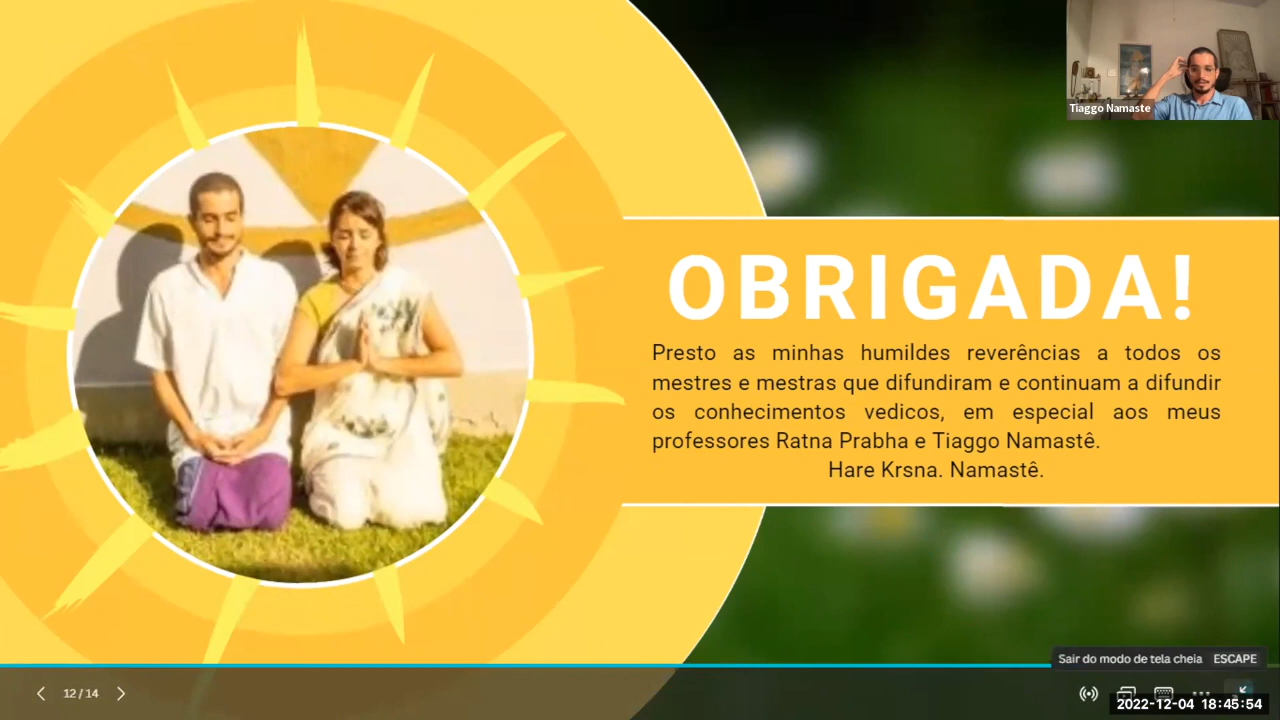 Tiaggo Namaste
OBRIGADA!
Presto as minhas humildes reverências a todos os
mestres e mestras que difundiram e continuam a difundir
os conhecimentos vedicos, em especial aos meus
professores Ratna Prabha e Tiaggo Namastê.
Hare Krsna. Namastê.
Sair do modo de tela cheia ESCAPE
12 / 14
2022-12-04 18:45:54